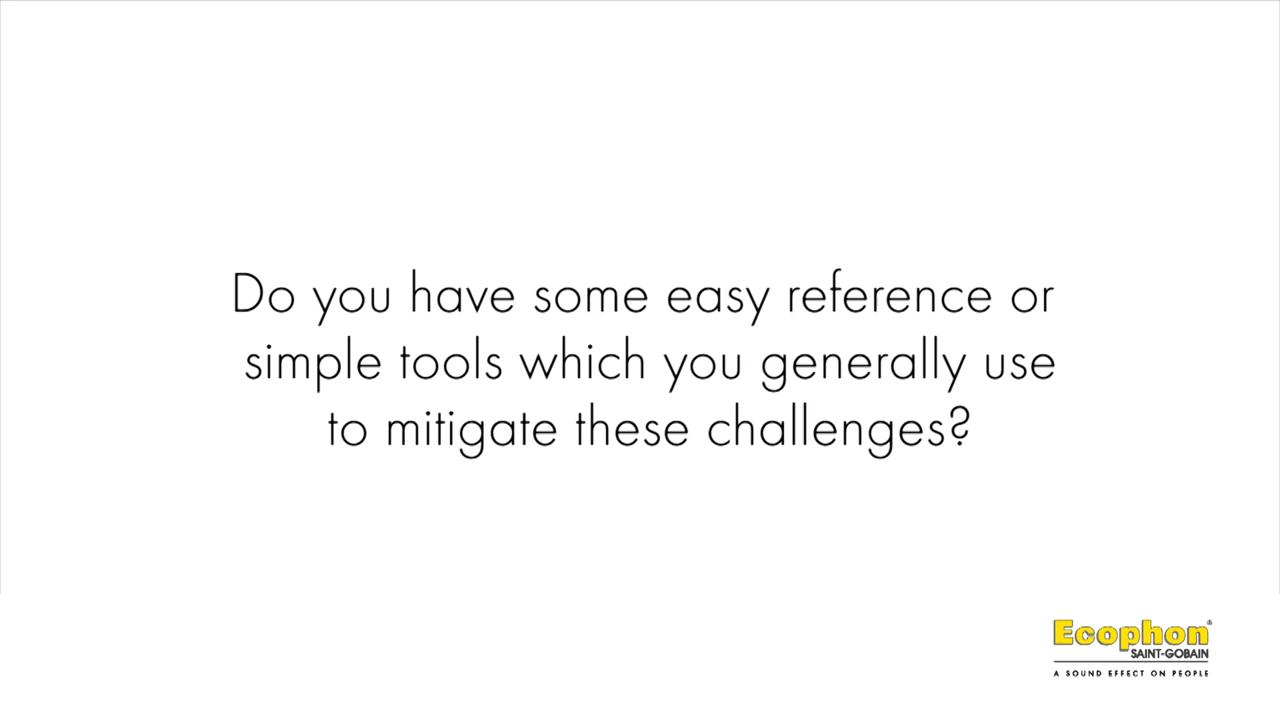 Do you have some easy reference or
simple tools which you generally use
to mitigate these challenges?
Ecophon®
SAINT-GOBAIN
A SOUND EFFECT ON PEOPLE